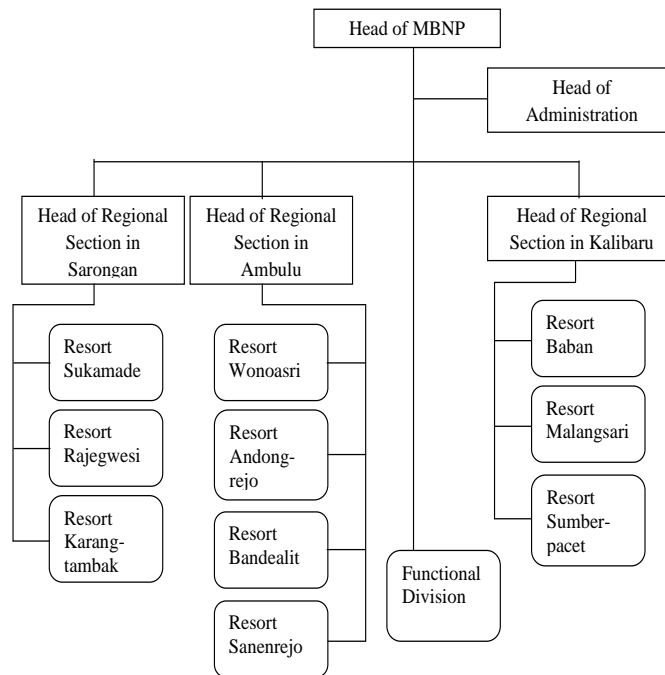 Head of MBNP
Head of
Administration
Head of Regional
Section in
Sarongan
Head of Regional
Section in
Ambulu
Head of Regional
Section in Kalibaru
Resort
Sukamade
Resort
Rajegwesi
Resort
Karang-
tambak
Resort
Wonoasri
Resort
Andong-
rejo
Resort
Bandealit
Resort
Sanenrejo
Functional
Division
Resort
Baban
Resort
Malangsari
Resort
Sumber-
pacet